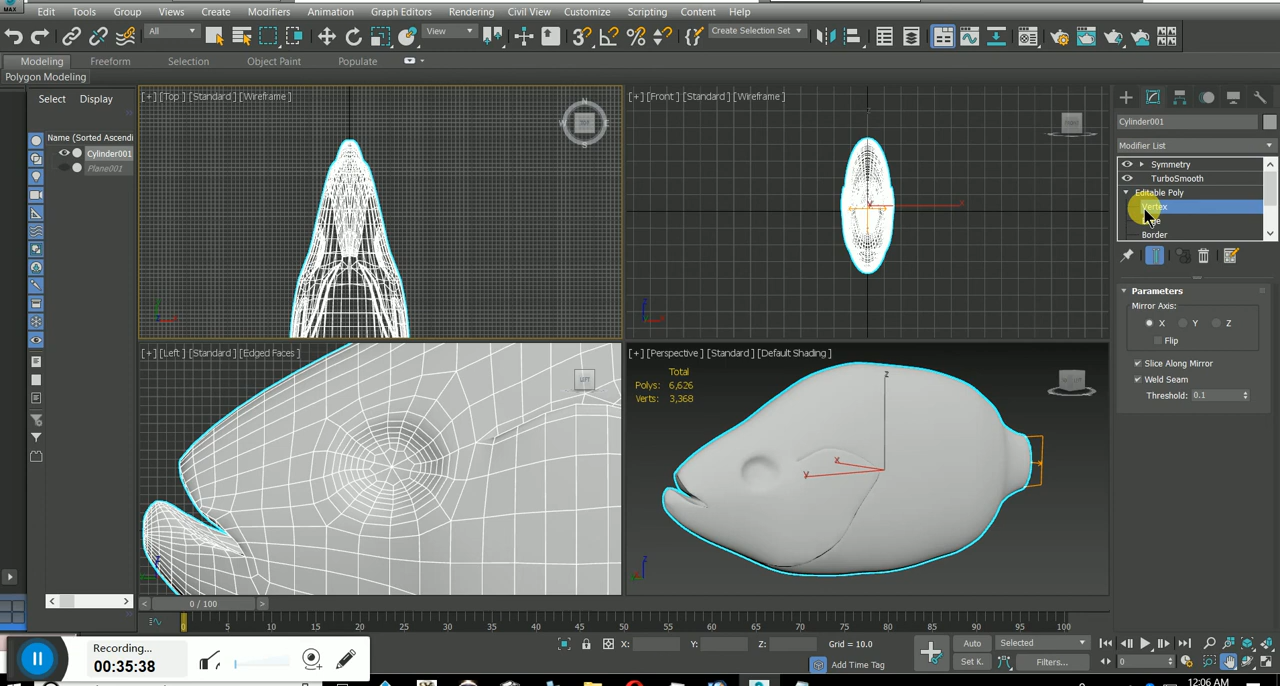 MAX
Edit Tools Group Views Create Modifiers Animation Graph Editors Rendering Civil View Customize Scripting Content Help
All View Create Selection Set
Modeling Freeform Selection Object Paint Populate
Polygon Modeling
Select Display
Name (Sorted Ascendi
Cylinder001
Plane001
[+] [Top ] [Standard ] [Wireframe ]
N
W E
S
[+] [Front ] [Standard ] [Wireframe ]
FRONT
z
x
[+] [Left ] [Standard ] [Edged Faces ]
LEFT
[+] [Perspective ] [Standard ] [Default Shading ]
Total
Polys: 6,626
Verts: 3,368
z
x
y
Cylinder001
Modifier List
Symmetry
TurboSmooth
Editable Poly
Vertex
Border
Parameters
Mirror Axis:
X Y Z
Flip
Slice Along Mirror
Weld Seam
Threshold: 0.1
< 0 / 100 >
0 5 10 15 20 25 30 35 40 45 50 55 60 65 70 75 80 85 90 95 100
X: Y: Z: Grid = 10.0
Add Time Tag
Auto Selected
Set K. Filters...
0
Recording...
00:35:38
12:06 AM